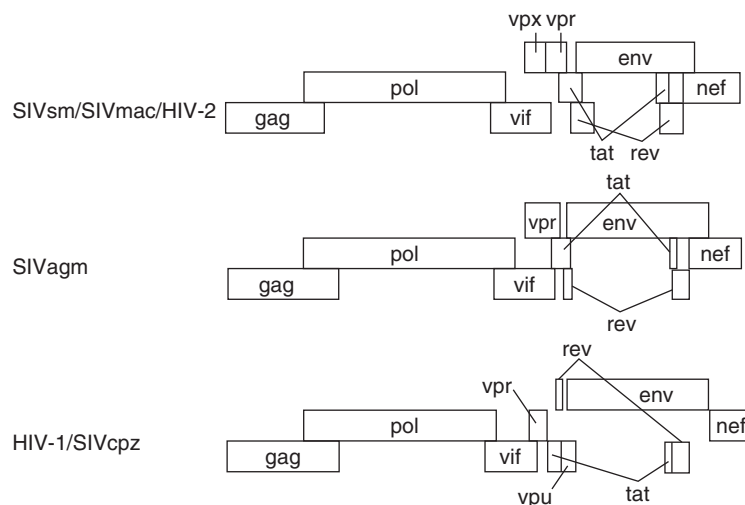 vpx vpr
env
pol
nef
SIVsm/SIVmac/HIV-2
gag
vif
tat rev
tat
vpr
env
pol
nef
SIVagm
gag
vif
rev
rev
vpr
env
pol
nef
HIV-1/SIVcpz
gag
vif
vpu
tat